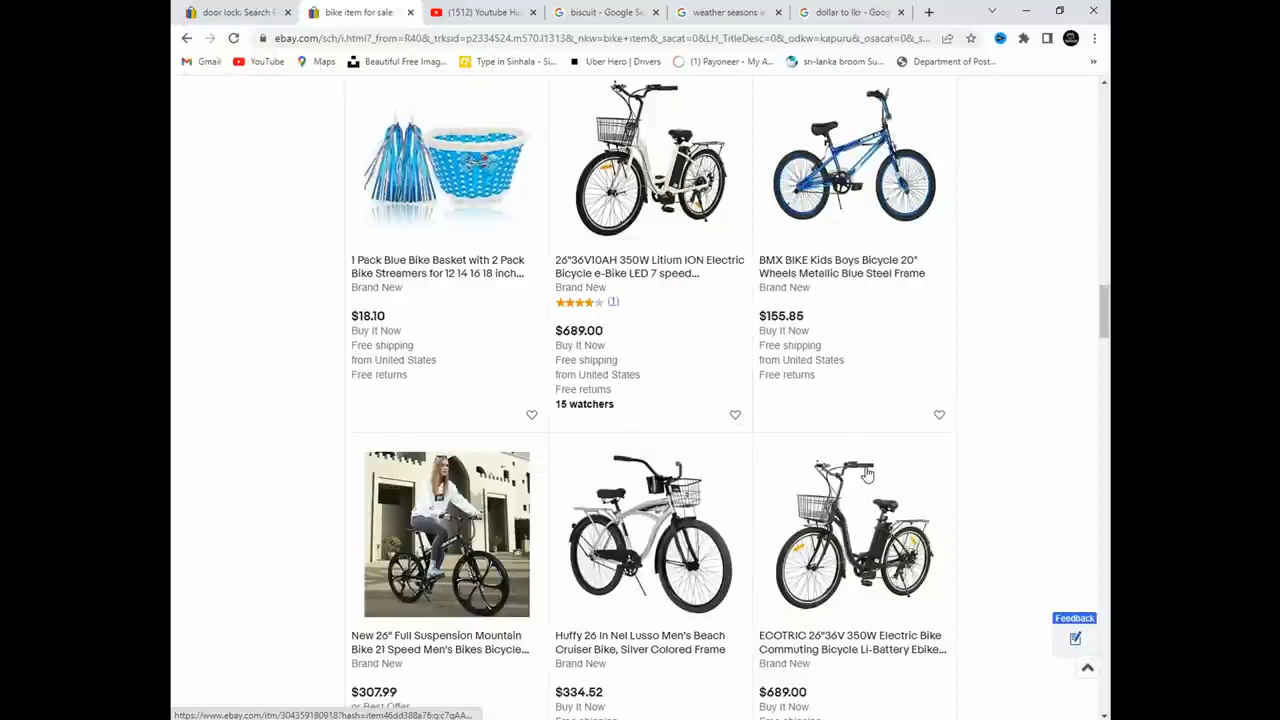 door lock: Search f
bike item for sale:
(1512) Youtube Hu
biscuit - Google Se
weather seasons in
dollar to lkr - Goog
ebay.com/sch/i.html?_from=R40&_trksid=p2334524.m570.l1313&_nkw=bike+item&_sacat=0&LH_TitleDesc=0&_odkw=kapuru&_osacat=0&_s...
Gmail
YouTube
Maps
Beautiful Free Imag...
Type in Sinhala - Si...
Uber Hero | Drivers
(1) Payoneer - My A...
sri-lanka broom Su...
Department of Post...
»
1 Pack Blue Bike Basket with 2 Pack
Bike Streamers for 12 14 16 18 inch...
Brand New
$18.10
Buy It Now
Free shipping
from United States
Free returns
26"36V10AH 350W Litium ION Electric
Bicycle e-Bike LED 7 speed...
Brand New
(1)
$689.00
Buy It Now
Free shipping
from United States
Free returns
15 watchers
BMX BIKE Kids Boys Bicycle 20"
Wheels Metallic Blue Steel Frame
Brand New
$155.85
Buy It Now
Free shipping
from United States
Free returns
New 26" Full Suspension Mountain
Bike 21 Speed Men's Bikes Bicycle...
Brand New
$307.99
or Best Offer
Huffy 26 In Nel Lusso Men's Beach
Cruiser Bike, Silver Colored Frame
Brand New
$334.52
Buy It Now
ECOTRIC 26"36V 350W Electric Bike
Commuting Bicycle Li-Battery Ebike...
Brand New
$689.00
Buy It Now
Feedback